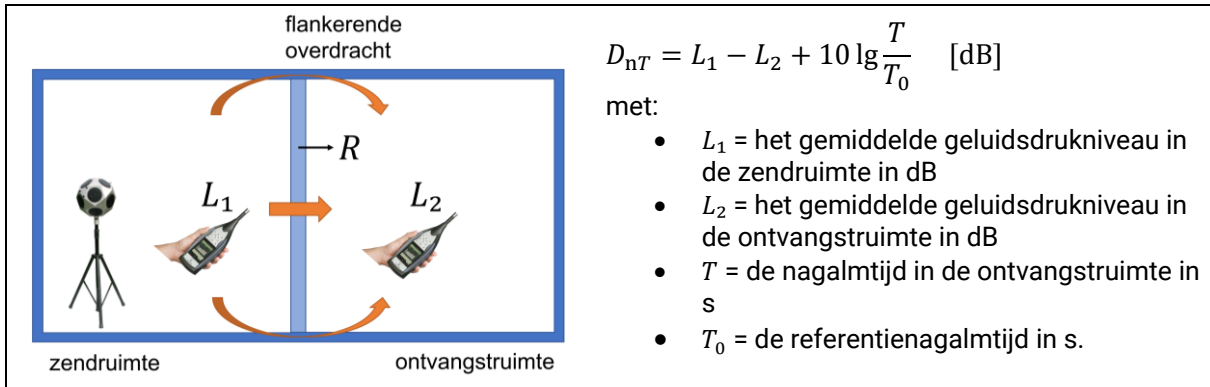 flankerende
overdracht
R
L₁
L₂
zendruimte
ontvangstruimte
D_{nT} = L₁ − L₂ + 10 lg T/T₀ [dB]
met:
• L₁ = het gemiddelde geluidsdrukniveau in
de zendruimte in dB
• L₂ = het gemiddelde geluidsdrukniveau in
de ontvangstruimte in dB
• T = de nagalmtijd in de ontvangstruimte in
s
• T₀ = de referentienagalmtijd in s.